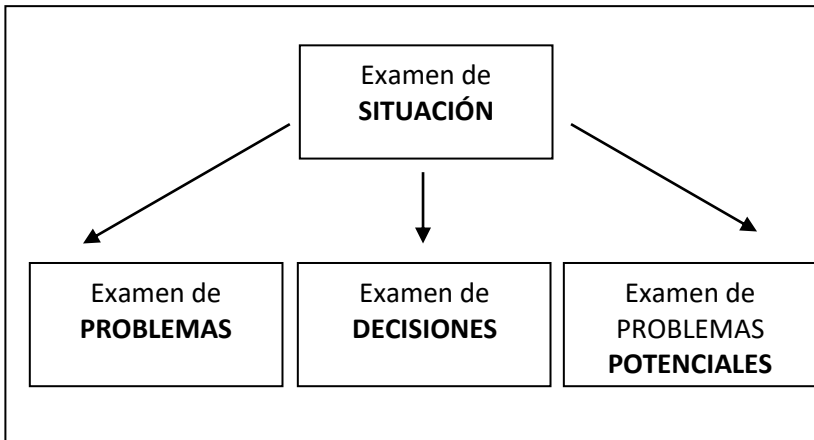 Examen de
SITUACIÓN
Examen de
PROBLEMAS
Examen de
DECISIONES
Examen de
PROBLEMAS
POTENCIALES